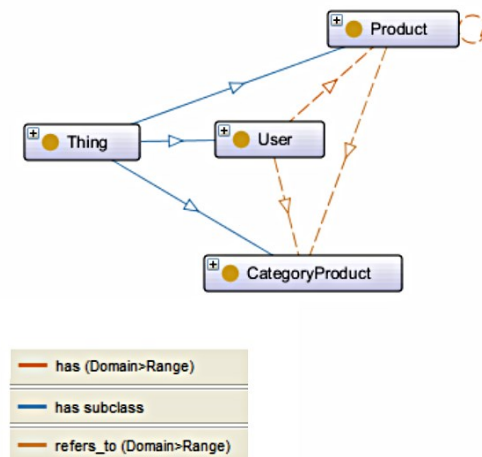 Product
Thing
User
CategoryProduct
has (Domain>Range)
has subclass
refers_to (Domain>Range)